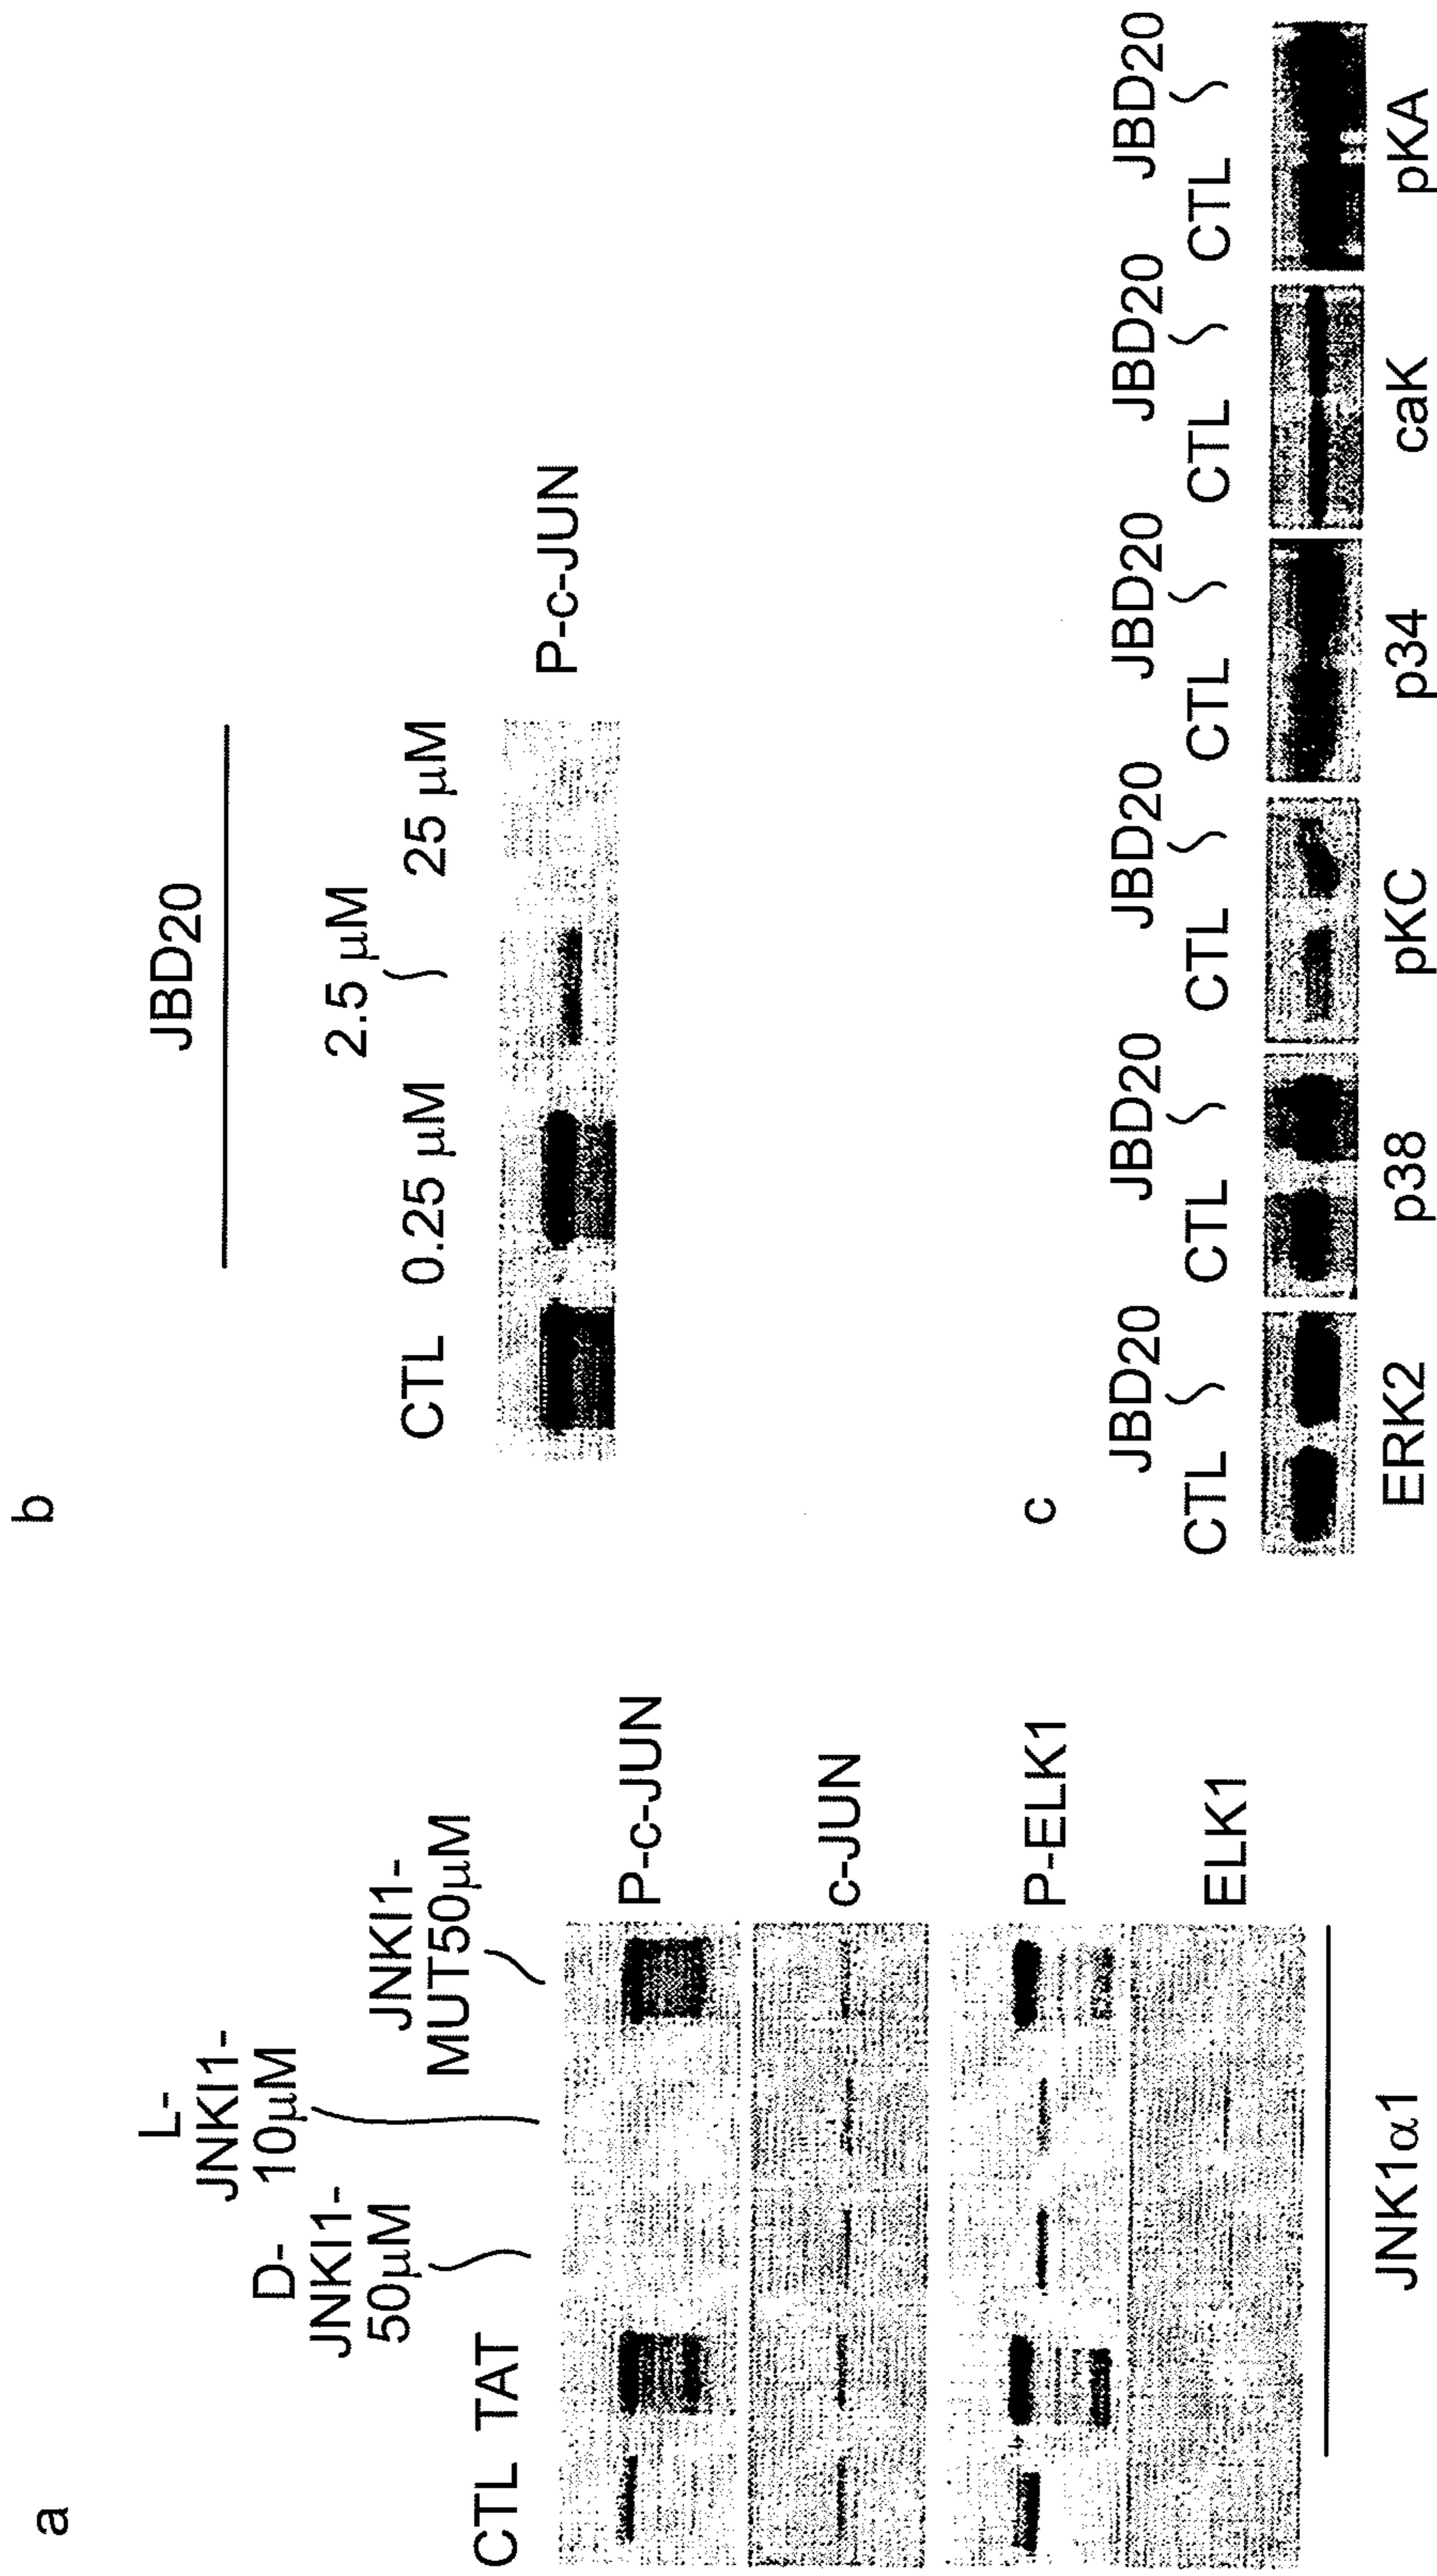 a
L-
JNKI1-
10µM
D-
JNKI1-
50µM
JNKI1-
MUT50µM
CTL TAT
P-c-JUN
c-JUN
P-ELK1
ELK1
JNK1α1
b
JBD20
2.5 µM
CTL 0.25 µM 25 µM
P-c-JUN
c
JBD20 JBD20 JBD20 JBD20 JBD20 JBD20
CTL CTL CTL CTL CTL CTL
ERK2 p38 pKC p34 caK pKA